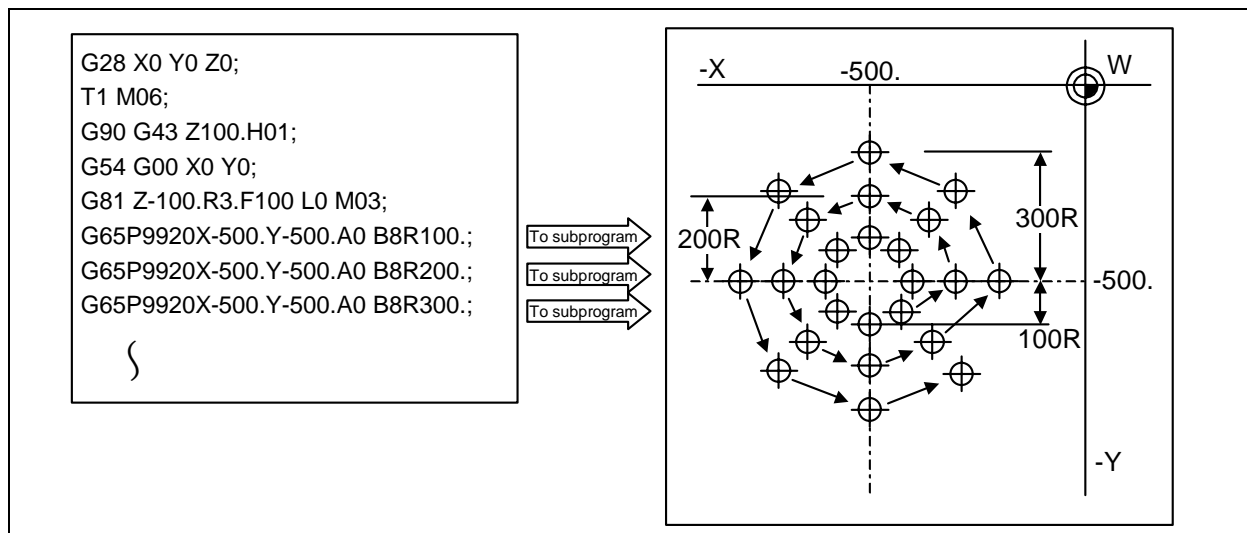 G28 X0 Y0 Z0;
T1 M06;
G90 G43 Z100.H01;
G54 G00 X0 Y0;
G81 Z-100.R3.F100 L0 M03;
G65P9920X-500.Y-500.A0 B8R100.;
G65P9920X-500.Y-500.A0 B8R200.;
G65P9920X-500.Y-500.A0 B8R300.;
To subprogram
To subprogram
To subprogram
-X
-500.
W
200R
300R
-500.
100R
-Y